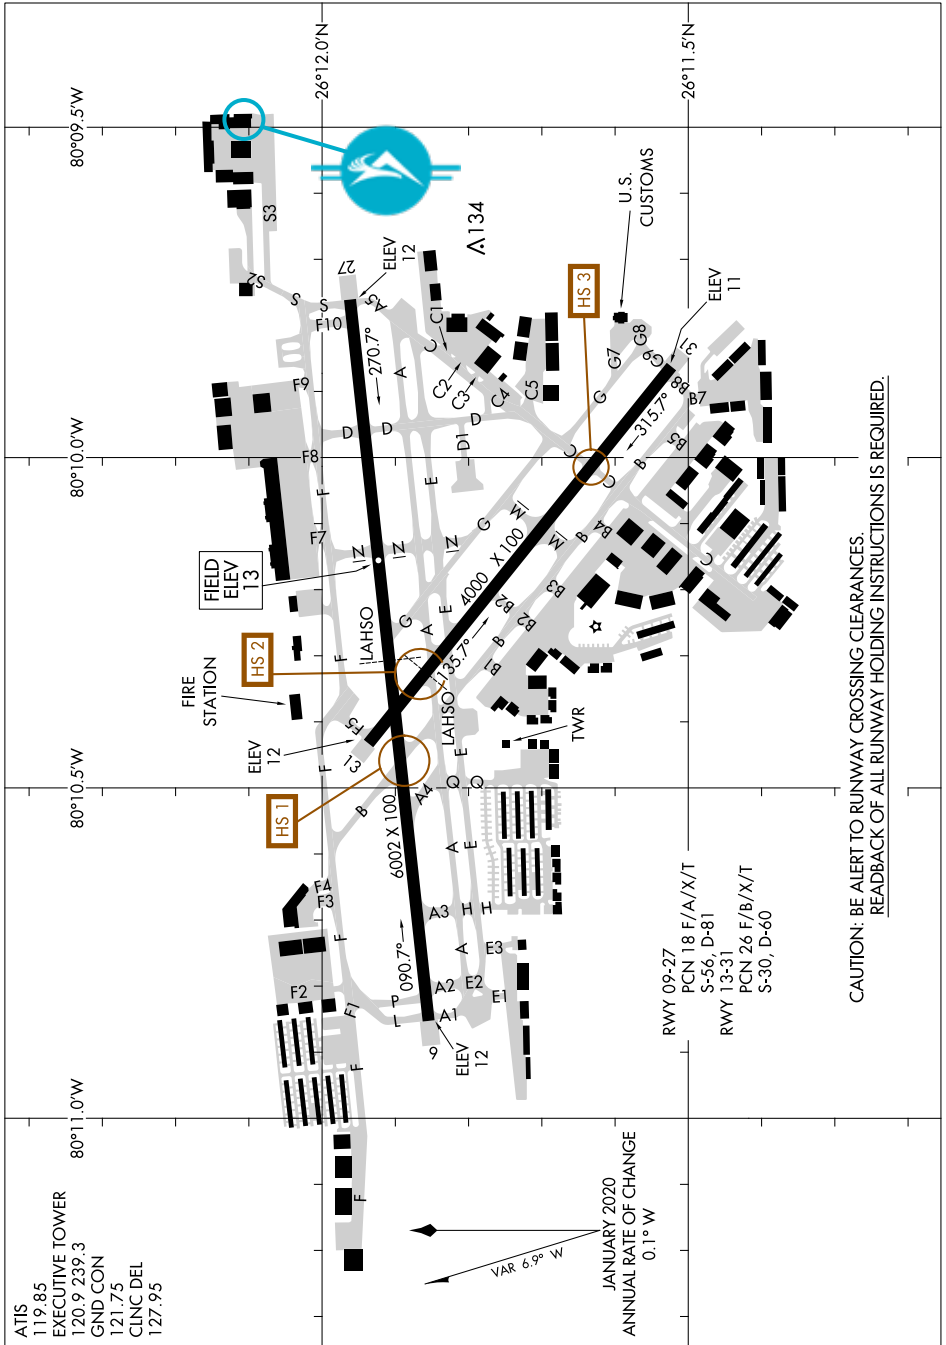 ATIS
119.85
EXECUTIVE TOWER
120.9 239.3
GND CON
121.75
CLNC DEL
127.95
80°11.0'W
80°10.5'W
80°10.0'W
80°09.5'W
26°12.0'N
26°11.5'N
FIRE
STATION
FIELD
ELEV
13
HS 1
HS 2
HS 3
ELEV
12
ELEV
12
ELEV
12
ELEV
11
9
27
13
31
090.7°
270.7°
135.7°
315.7°
6002 X 100
4000 X 100
LAHSO
LAHSO
TWR
U.S.
CUSTOMS
134
F
F
F
F
F
F
F1
F2
F3
F4
F5
F7
F8
F9
F10
S
S
S2
S3
L
P
A1
A2
A3
A4
A5
A
A
A
A
E
E
E
E
E1
E2
E3
H
H
Q
Q
B
B
B
B
B1
B2
B2
B3
B4
B5
B7
B8
C
C
C
C
C1
C2
C3
C4
C5
D
D
D
D1
G
G
G
G7
G8
G9
M
M
N
N
N
RWY 09-27
PCN 18 F/A/X/T
S-56, D-81
RWY 13-31
PCN 26 F/B/X/T
S-30, D-60
VAR 6.9° W
JANUARY 2020
ANNUAL RATE OF CHANGE
0.1° W
CAUTION: BE ALERT TO RUNWAY CROSSING CLEARANCES.
READBACK OF ALL RUNWAY HOLDING INSTRUCTIONS IS REQUIRED.